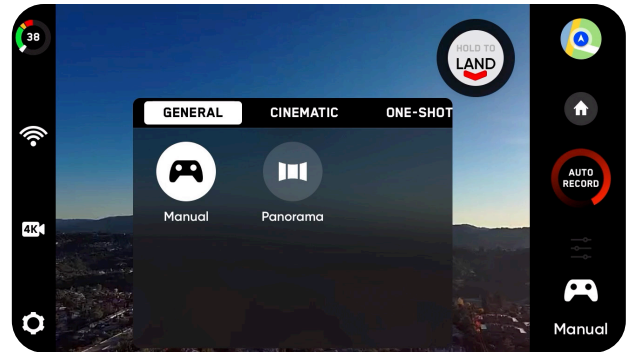 38
HOLD TO
LAND
GENERAL
CINEMATIC
ONE-SHOT
Manual
Panorama
4K
AUTO
RECORD
Manual